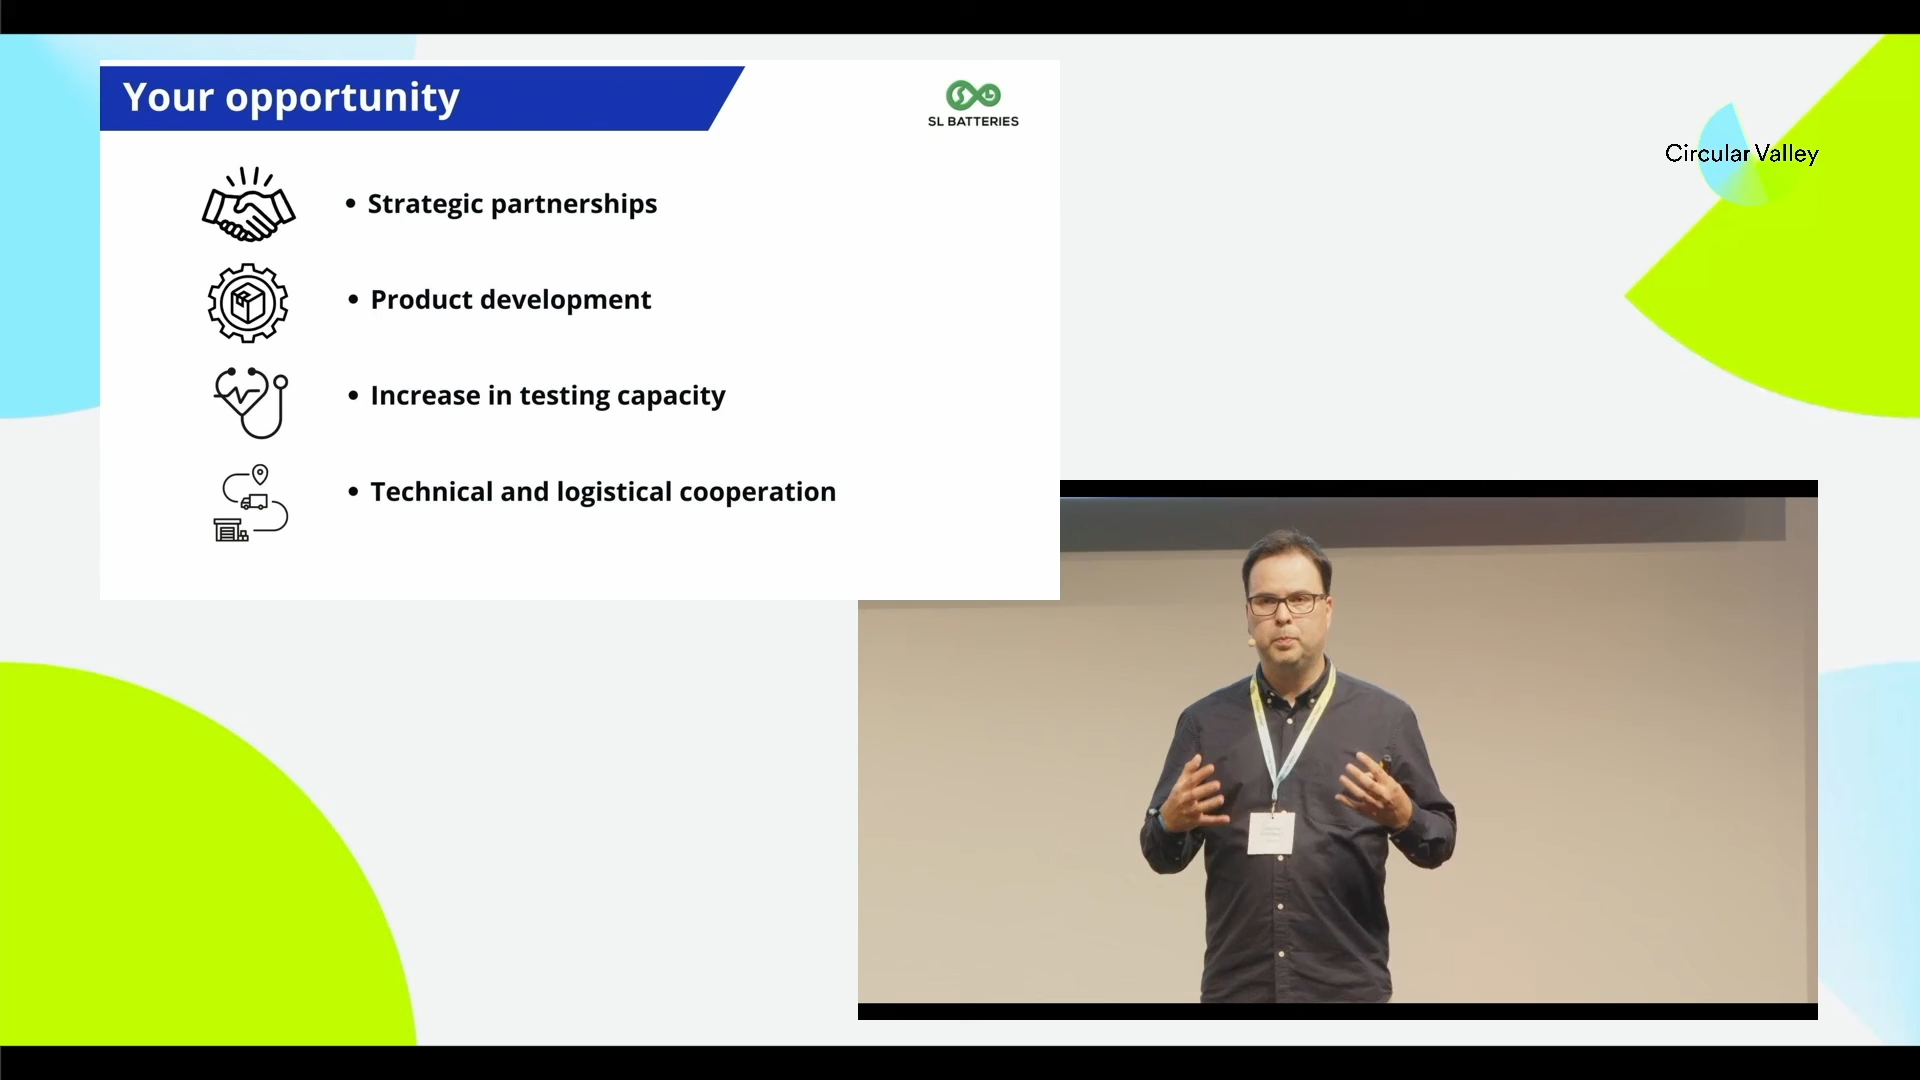 Your opportunity
SL BATTERIES
Circular Valley
• Strategic partnerships
• Product development
• Increase in testing capacity
• Technical and logistical cooperation